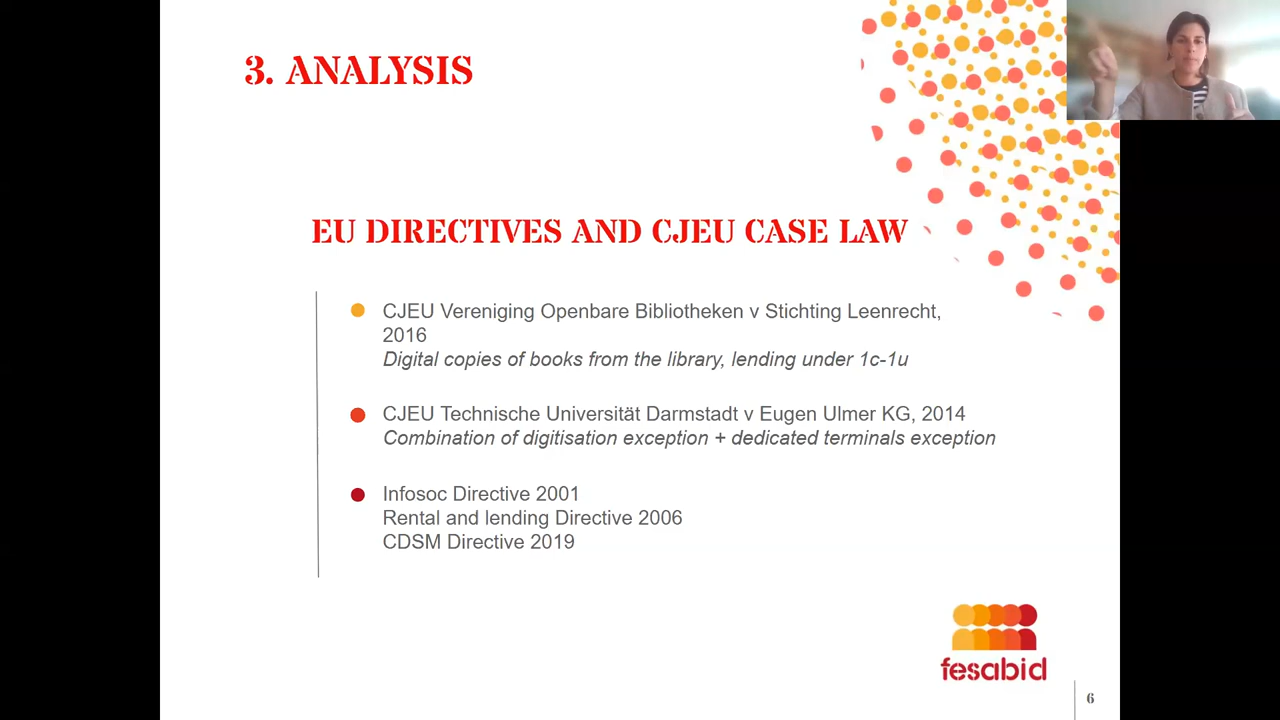 3. ANALYSIS
EU DIRECTIVES AND CJEU CASE LAW
CJEU Vereniging Openbare Bibliotheken v Stichting Leenrecht,
2016
Digital copies of books from the library, lending under 1c-1u
CJEU Technische Universität Darmstadt v Eugen Ulmer KG, 2014
Combination of digitisation exception + dedicated terminals exception
Infosoc Directive 2001
Rental and lending Directive 2006
CDSM Directive 2019
fesabid
6